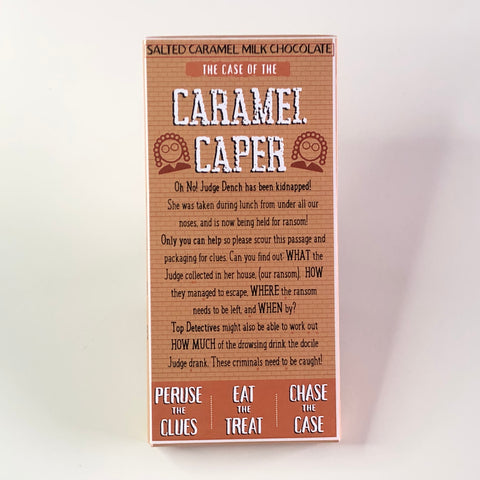 SALTED CARAMEL MILK CHOCOLATE
THE CASE OF THE
CARAMEL
CAPER
Oh No! Judge Dench has been kidnapped!
She was taken during lunch from under all our
noses, and is now being held for ransom!
Only you can help so please scour this passage and
packaging for clues. Can you find out: WHAT the
Judge collected in her house, (our ransom). HOW
they managed to escape, WHERE the ransom
needs to be left, and WHEN by?
Top Detectives might also be able to work out
HOW MUCH of the drowsing drink the docile
Judge drank. These criminals need to be caught!
PERUSE
THE
CLUES
EAT
THE
TREAT
CHASE
THE
CASE